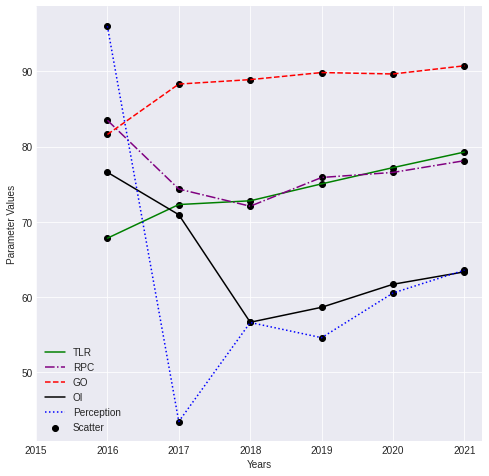 90
80
70
60
50
Parameter Values
TLR
RPC
GO
OI
Perception
Scatter
2015 2016 2017 2018 2019 2020 2021
Years